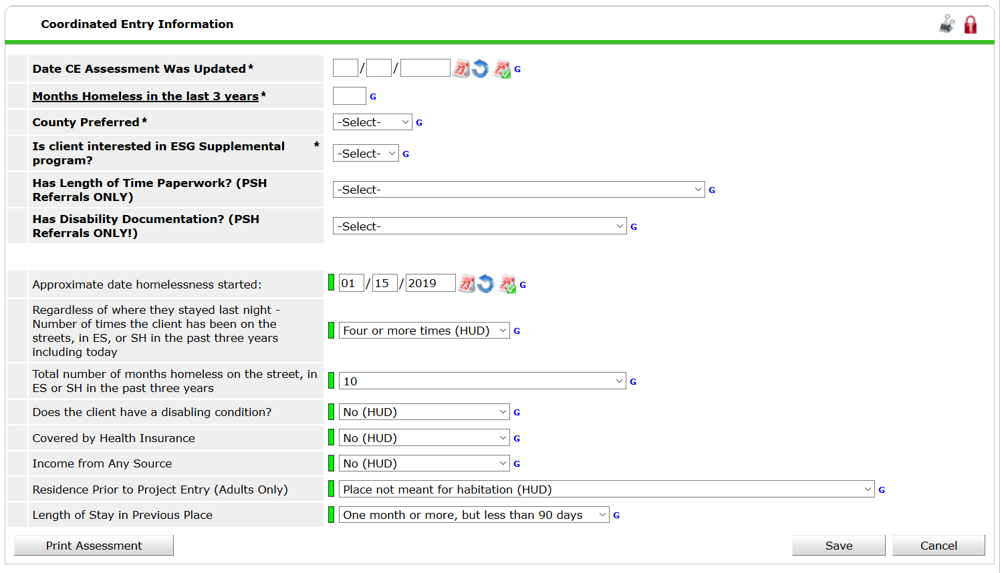 Coordinated Entry Information
Date CE Assessment Was Updated*
/ / 23 23 G
Months Homeless in the last 3 years*
G
County Preferred*
-Select- G
Is client interested in ESG Supplemental *
program?
-Select- G
Has Length of Time Paperwork? (PSH
Referrals ONLY)
-Select- G
Has Disability Documentation? (PSH
Referrals ONLY!)
-Select- G
Approximate date homelessness started:
01 / 15 / 2019 23 23 G
Regardless of where they stayed last night -
Number of times the client has been on the
streets, in ES, or SH in the past three years
including today
Four or more times (HUD) G
Total number of months homeless on the street, in
ES or SH in the past three years
10 G
Does the client have a disabling condition?
No (HUD) G
Covered by Health Insurance
No (HUD) G
Income from Any Source
No (HUD) G
Residence Prior to Project Entry (Adults Only)
Place not meant for habitation (HUD) G
Length of Stay in Previous Place
One month or more, but less than 90 days G
Print Assessment
Save
Cancel